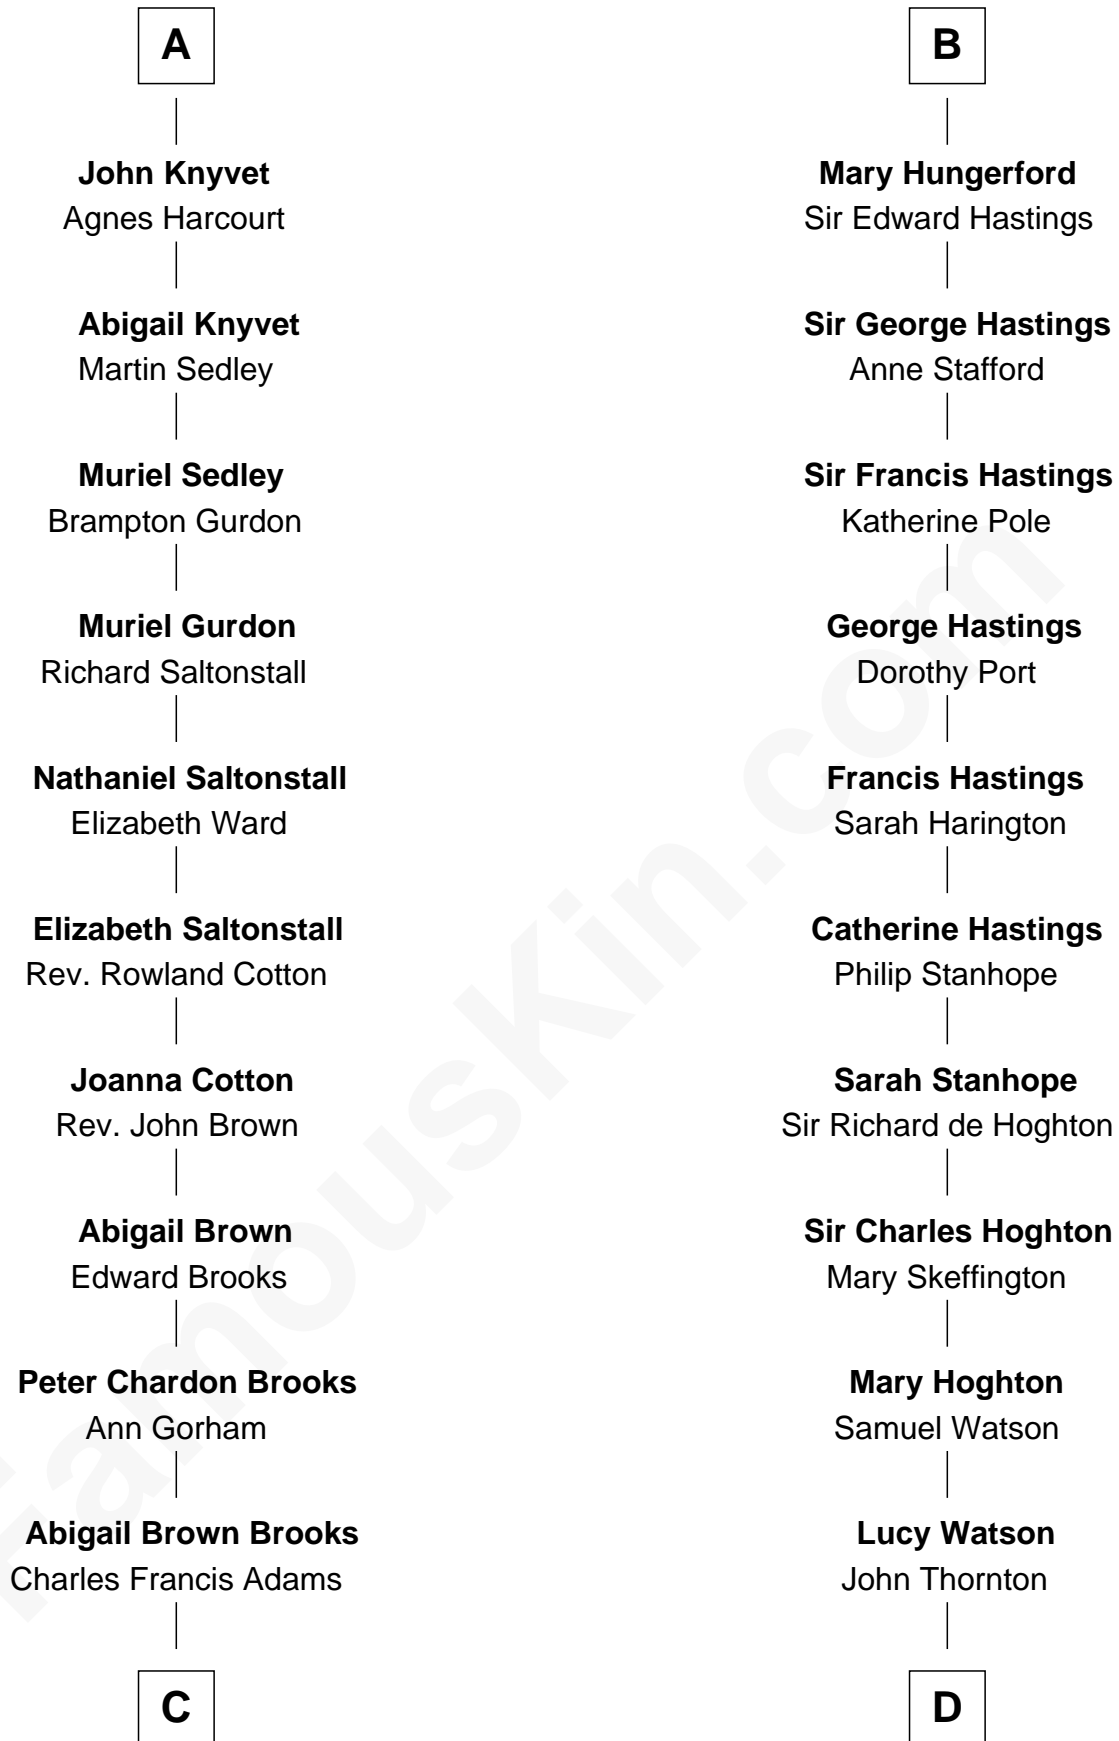 A
John Knyvet
Agnes Harcourt
Abigail Knyvet
Martin Sedley
Muriel Sedley
Brampton Gurdon
Muriel Gurdon
Richard Saltonstall
Nathaniel Saltonstall
Elizabeth Ward
Elizabeth Saltonstall
Rev. Rowland Cotton
Joanna Cotton
Rev. John Brown
Abigail Brown
Edward Brooks
Peter Chardon Brooks
Ann Gorham
Abigail Brown Brooks
Charles Francis Adams
C
B
Mary Hungerford
Sir Edward Hastings
Sir George Hastings
Anne Stafford
Sir Francis Hastings
Katherine Pole
George Hastings
Dorothy Port
Francis Hastings
Sarah Harington
Catherine Hastings
Philip Stanhope
Sarah Stanhope
Sir Richard de Hoghton
Sir Charles Hoghton
Mary Skeffington
Mary Hoghton
Samuel Watson
Lucy Watson
John Thornton
D
FamousKin.com